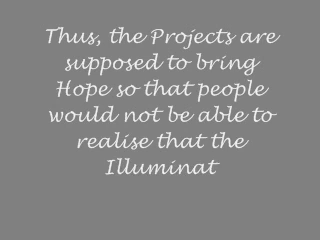 Thus, the Projects are
supposed to bring
Hope so that people
would not be able to
realise that the
Illuminat